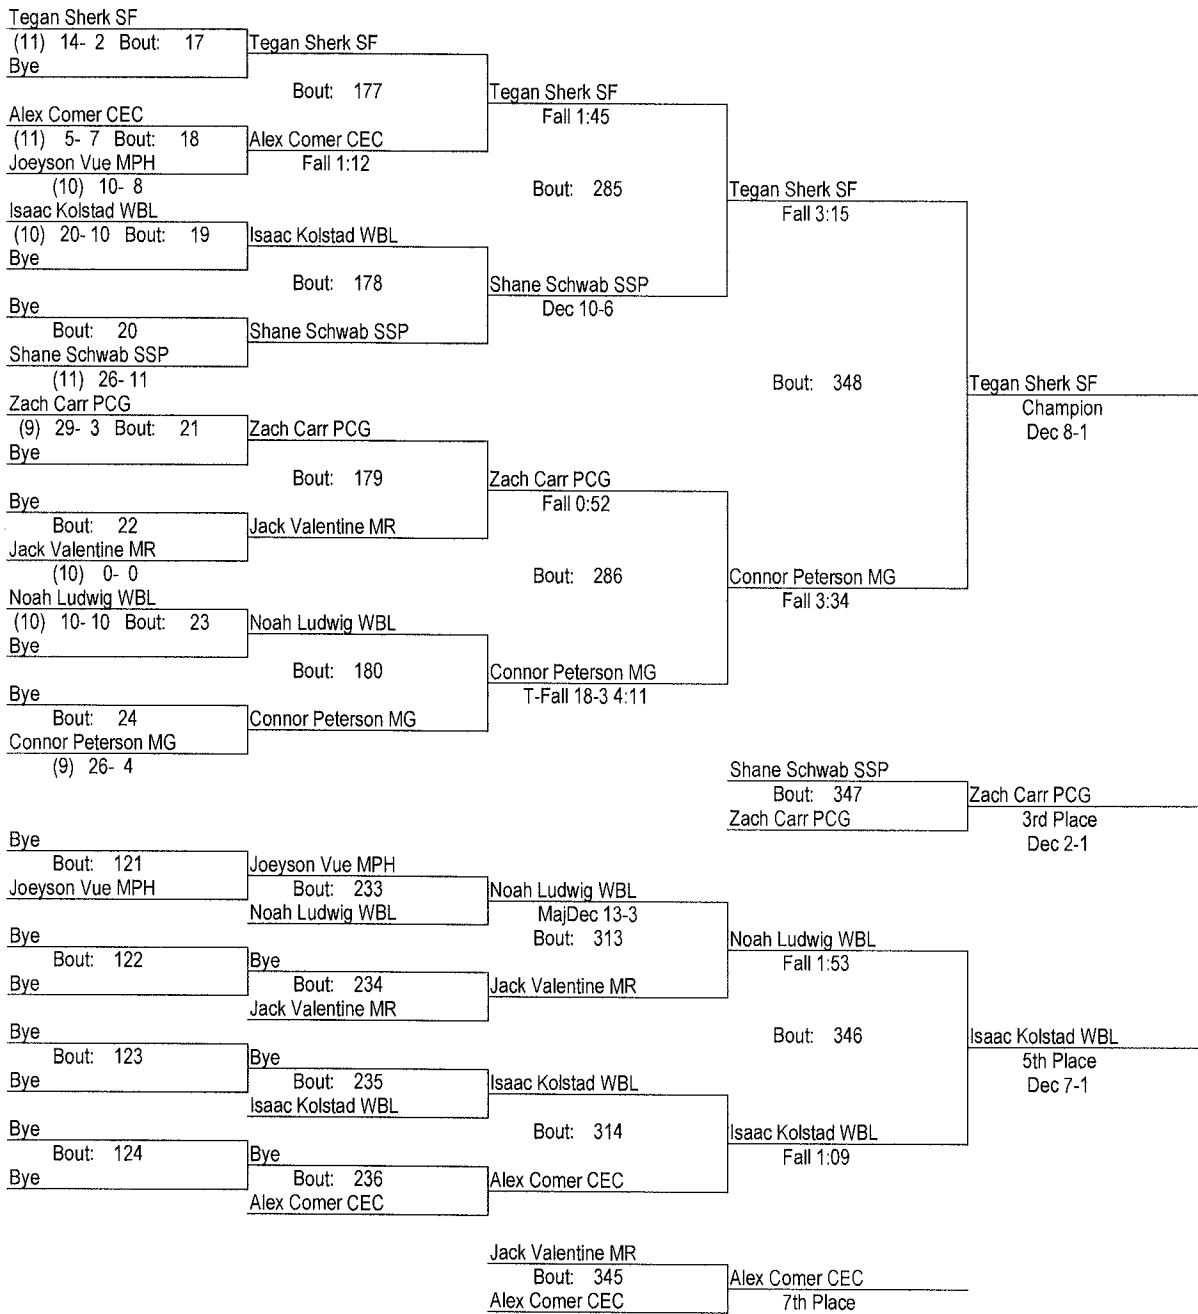 Tegan Sherk SF
(11) 14- 2 Bout: 17
Bye
Tegan Sherk SF
Bout: 177
Alex Comer CEC
(11) 5- 7 Bout: 18
Joeyson Vue MPH
(10) 10- 8
Alex Comer CEC
Fall 1:12
Tegan Sherk SF
Fall 1:45
Bout: 285
Isaac Kolstad WBL
(10) 20- 10 Bout: 19
Bye
Isaac Kolstad WBL
Bout: 178
Bye
Bout: 20
Shane Schwab SSP
(11) 26- 11
Shane Schwab SSP
Shane Schwab SSP
Dec 10-6
Tegan Sherk SF
Fall 3:15
Bout: 348
Zach Carr PCG
(9) 29- 3 Bout: 21
Bye
Zach Carr PCG
Bout: 179
Bye
Bout: 22
Jack Valentine MR
(10) 0- 0
Jack Valentine MR
Zach Carr PCG
Fall 0:52
Bout: 286
Noah Ludwig WBL
(10) 10- 10 Bout: 23
Bye
Noah Ludwig WBL
Bout: 180
Bye
Bout: 24
Connor Peterson MG
(9) 26- 4
Connor Peterson MG
Connor Peterson MG
T-Fall 18-3 4:11
Connor Peterson MG
Fall 3:34
Tegan Sherk SF
Champion
Dec 8-1
Shane Schwab SSP
Bout: 347
Zach Carr PCG
Zach Carr PCG
3rd Place
Dec 2-1
Bye
Bout: 121
Joeyson Vue MPH
Joeyson Vue MPH
Bout: 233
Noah Ludwig WBL
Noah Ludwig WBL
MajDec 13-3
Bout: 313
Bye
Bout: 122
Bye
Bye
Bout: 234
Jack Valentine MR
Jack Valentine MR
Noah Ludwig WBL
Fall 1:53
Bout: 346
Bye
Bout: 123
Bye
Bye
Bout: 235
Isaac Kolstad WBL
Isaac Kolstad WBL
Bout: 314
Bye
Bout: 124
Bye
Bye
Bout: 236
Alex Comer CEC
Alex Comer CEC
Isaac Kolstad WBL
Fall 1:09
Isaac Kolstad WBL
5th Place
Dec 7-1
Jack Valentine MR
Bout: 345
Alex Comer CEC
Alex Comer CEC
7th Place